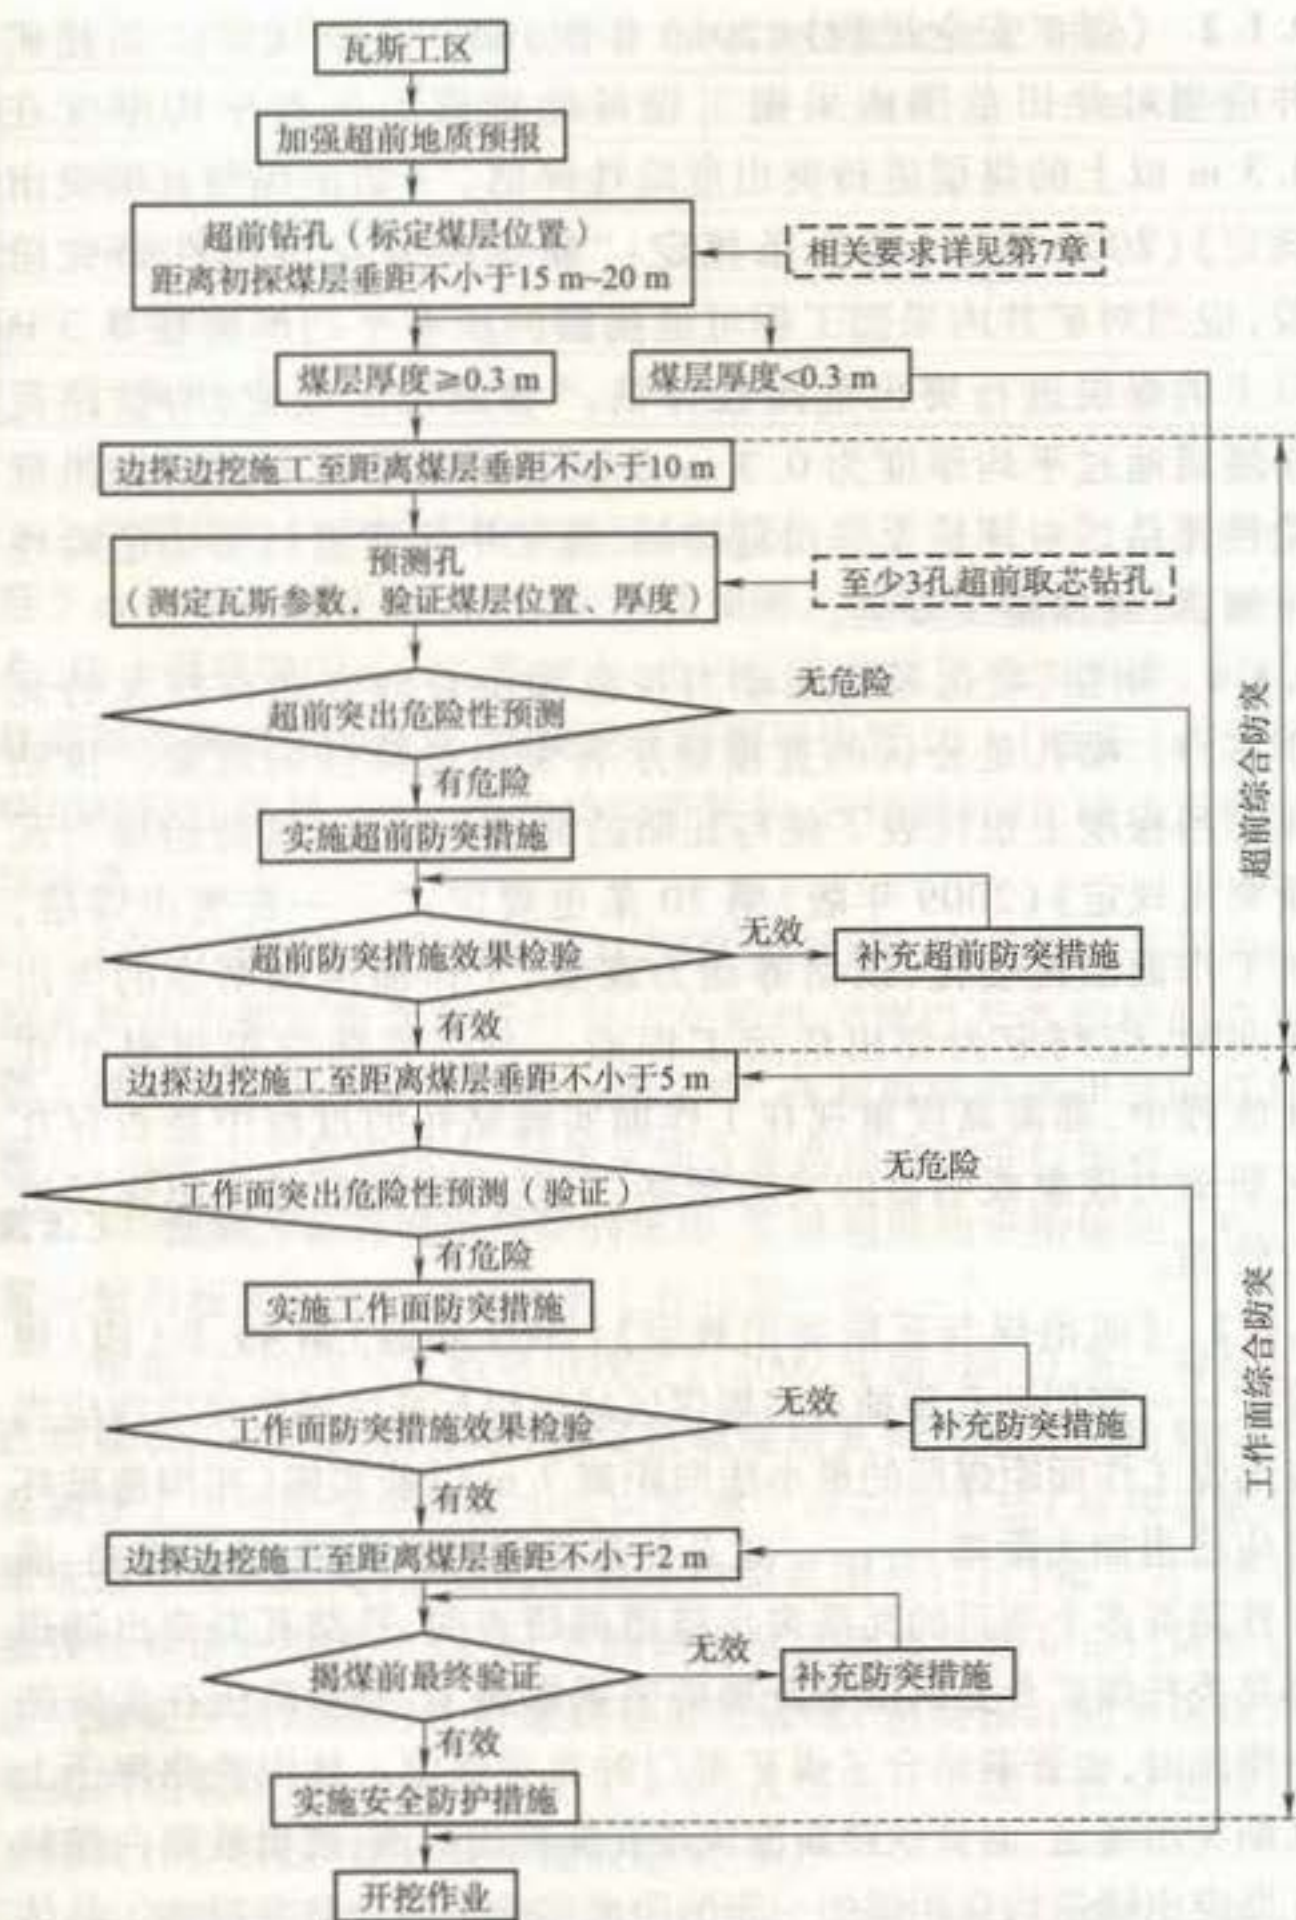 瓦斯工区
加强超前地质预报
超前钻孔（标定煤层位置）
距离初探煤层垂距不小于15 m~20 m
相关要求详见第7章
煤层厚度≥0.3 m
煤层厚度<0.3 m
边探边挖施工至距离煤层垂距不小于10 m
预测孔
（测定瓦斯参数，验证煤层位置、厚度）
至少3孔超前取芯钻孔
超前突出危险性预测
无危险
有危险
实施超前防突措施
超前防突措施效果检验
无效
补充超前防突措施
有效
超前综合防突
边探边挖施工至距离煤层垂距不小于5 m
工作面突出危险性预测（验证）
无危险
有危险
实施工作面防突措施
工作面防突措施效果检验
无效
补充防突措施
有效
工作面综合防突
边探边挖施工至距离煤层垂距不小于2 m
揭煤前最终验证
无效
补充防突措施
有效
实施安全防护措施
开挖作业